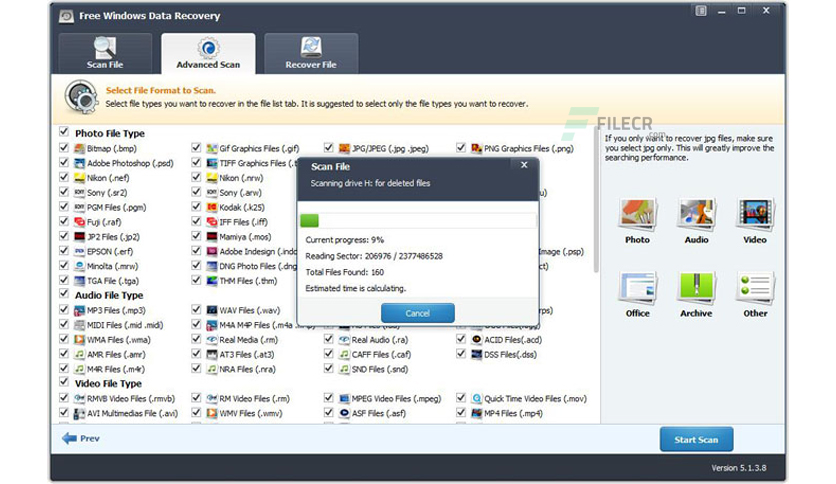 Free Windows Data Recovery
Scan File
Advanced Scan
Recover File
Select File Format to Scan.
Select file types you want to recover in the file list tab. It is suggested to select only the file types you want to recover.
FILECR
.com
If you only want to recover jpg files, make sure
you select jpg only. This will greatly improve the
searching performance.
Photo File Type
Bitmap (.bmp)
Gif Graphics Files (.gif)
JPG/JPEG (.jpg .jpeg)
PNG Graphics Files (.png)
Adobe Photoshop (.psd)
TIFF Graphics Files (.t
Nikon (.nef)
Nikon (.nrw)
Sony (.sr2)
Sony (.arw)
PGM Files (.pgm)
Kodak (.k25)
Fuji (.raf)
IFF Files (.iff)
JP2 Files (.jp2)
Mamiya (.mos)
EPSON (.erf)
Adobe Indesign (.indd
mage (.psp)
Minolta (.mrw)
DNG Photo Files (.dng
TGA File (.tga)
THM Files (.thm)
Scan File
Scanning drive H: for deleted files
Current progress: 9%
Reading Sector: 206976 / 2377486528
Total Files Found: 160
Estimated time is calculating.
Cancel
Audio File Type
MP3 Files (.mp3)
WAV Files (.wav)
MIDI Files (.mid .midi)
M4A M4P Files (.m4a
WMA Files (.wma)
Real Media (.rm)
Real Audio (.ra)
ACID Files (.acd)
AMR Files (.amr)
AT3 Files (.at3)
CAFF Files (.caf)
DSS Files(.dss)
M4R Files (.m4r)
NRA Files (.nra)
SND Files (.snd)
Video File Type
RMVB Video Files (.rmvb)
RM Video Files (.rm)
MPEG Video Files (.mpeg)
Quick Time Video Files (.mov)
AVI Multimedias File (.avi)
WMV Files (.wmv)
ASF Files (.asf)
MP4 Files (.mp4)
Photo
Audio
Video
Office
Archive
Other
Prev
Start Scan
Version 5.1.3.8